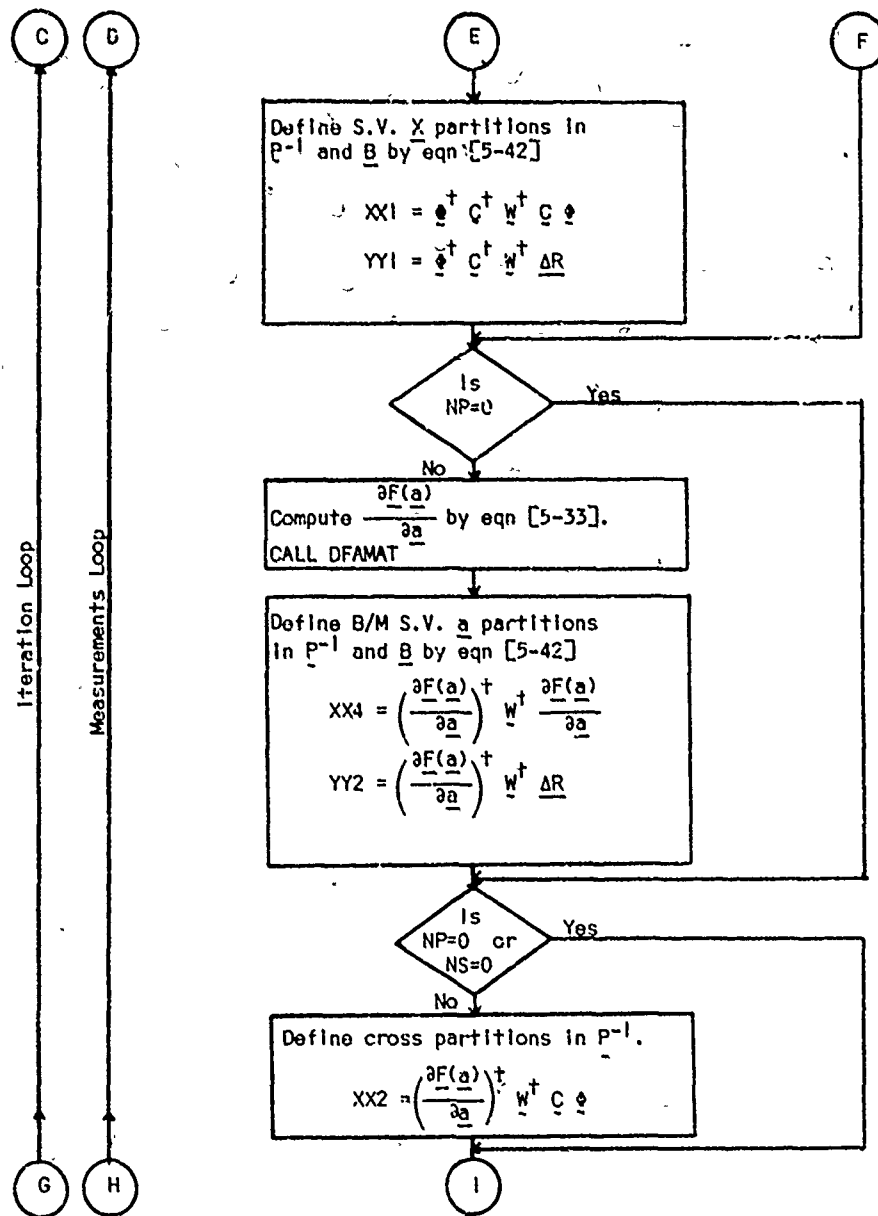 C D E F
Define S.V. X partitions in
P⁻¹ and B by eqn [5-42]
XX1 = Φ† C† W† C Φ
YY1 = Φ† C† W† ΔR
Is
NP=0
Yes
No
Compute ∂F(a)/∂a by eqn [5-33].
CALL DFAMAT
Define B/M S.V. a partitions
in P⁻¹ and B by eqn [5-42]
XX4 = (∂F(a)/∂a)† W† ∂F(a)/∂a
YY2 = (∂F(a)/∂a)† W† ΔR
Iteration Loop
Measurements Loop
Is
NP=0 or
NS=0
Yes
No
Define cross partitions in P⁻¹.
XX2 = (∂F(a)/∂a)† W† C Φ
G H I